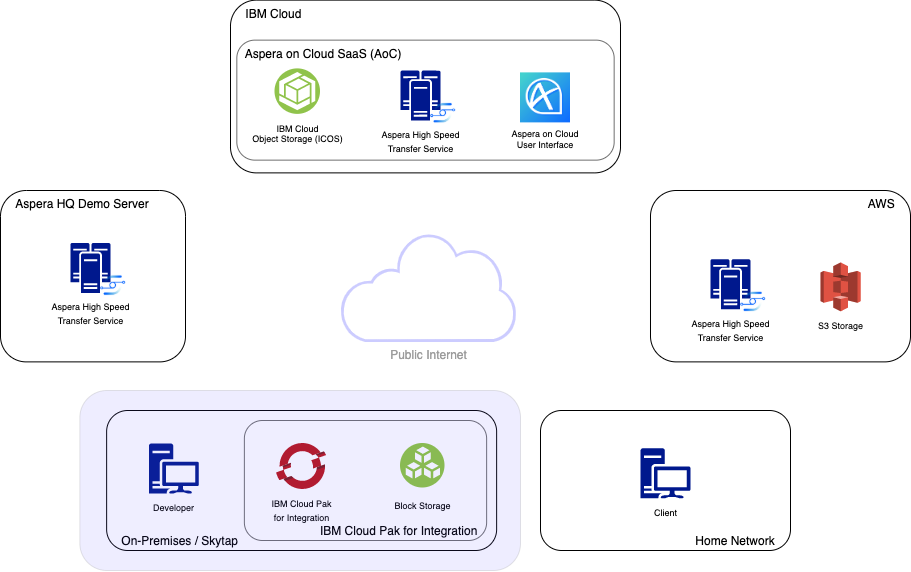 IBM Cloud
Aspera on Cloud SaaS (AoC)
IBM Cloud
Object Storage (ICOS)
Aspera High Speed
Transfer Service
Aspera on Cloud
User Interface
Aspera HQ Demo Server
Aspera High Speed
Transfer Service
Public Internet
AWS
Aspera High Speed
Transfer Service
S3 Storage
Developer
IBM Cloud Pak
for Integration
Block Storage
IBM Cloud Pak for Integration
On-Premises / Skytap
Client
Home Network